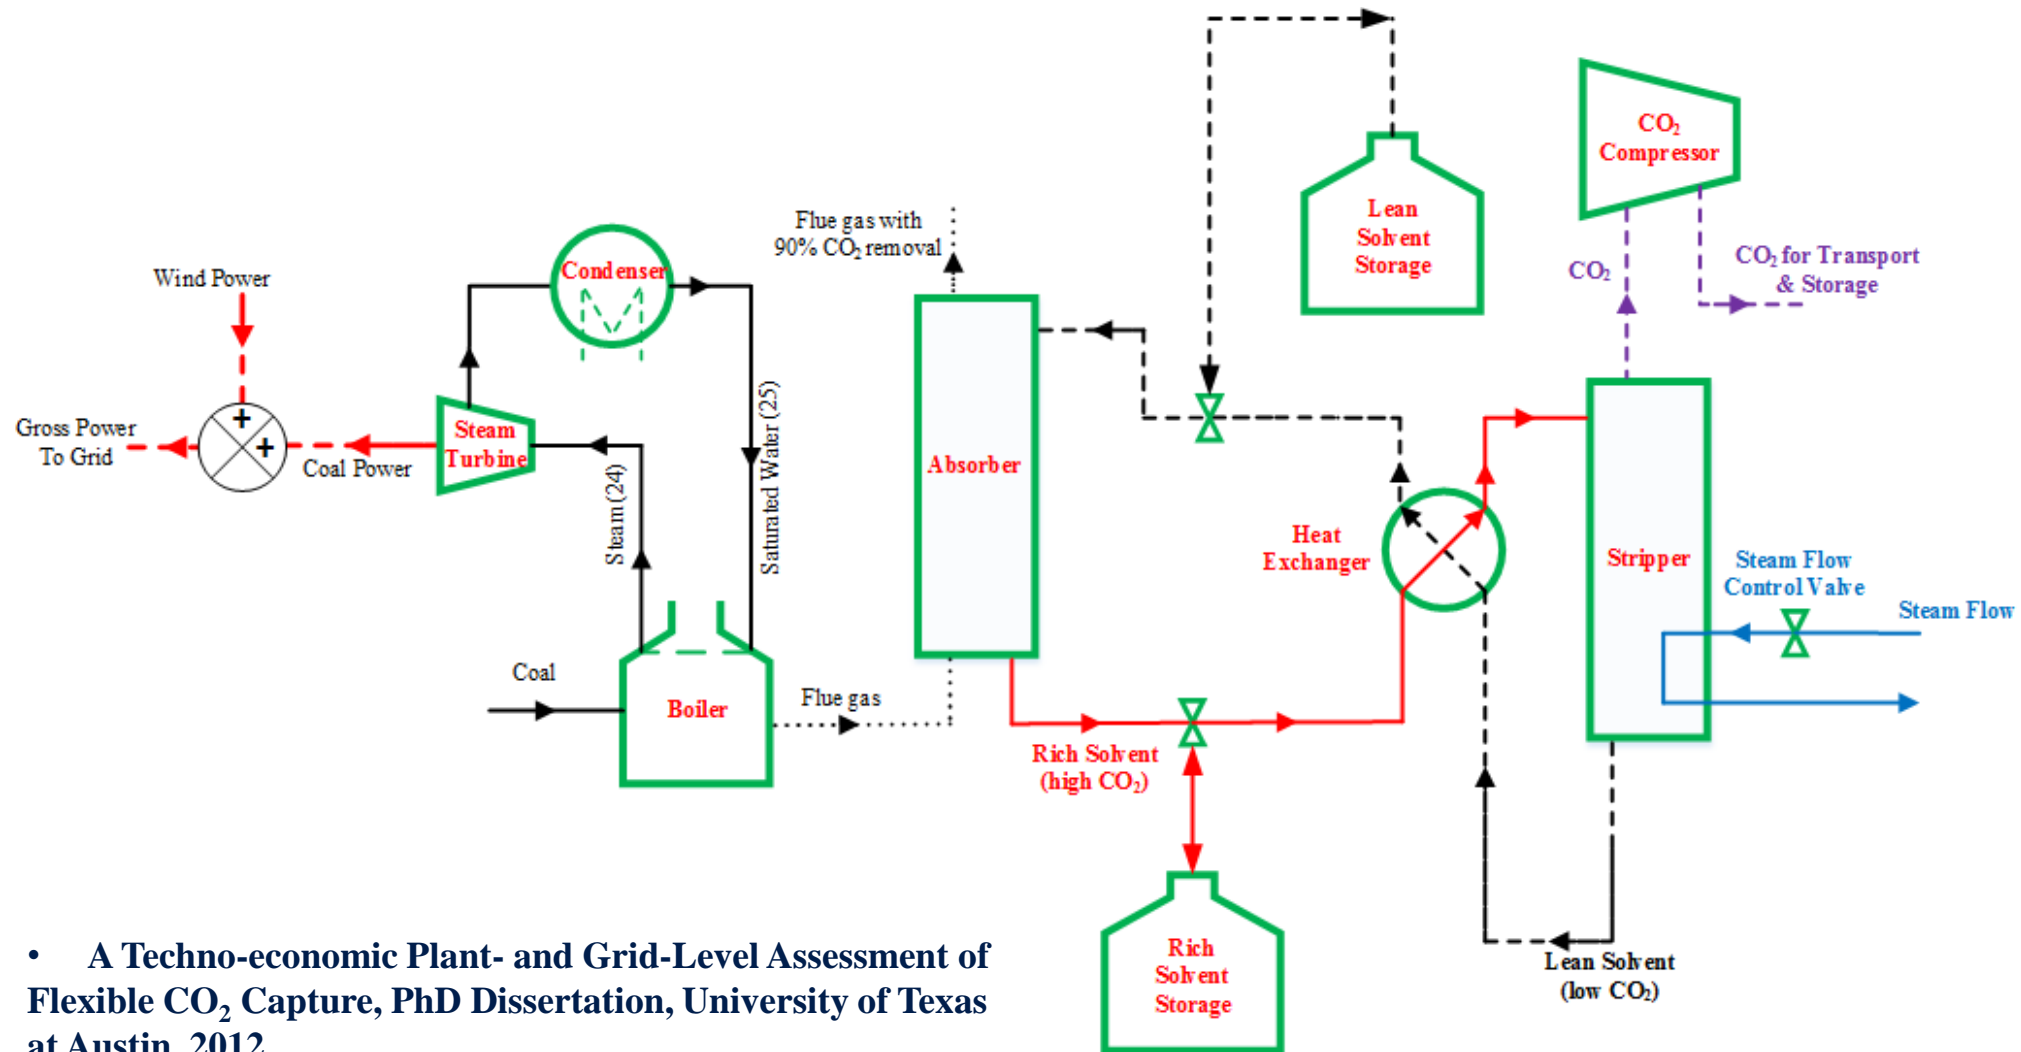 Wind Power
Gross Power
To Grid
Coal Power
Steam
Turbine
Condenser
Steam (24)
Saturated Water (25)
Coal
Boiler
Flue gas
Flue gas with
90% CO₂ removal
Absorber
Rich Solvent
(high CO₂)
Rich
Solvent
Storage
Lean
Solvent
Storage
Heat
Exchanger
CO₂
Compressor
CO₂
CO₂ for Transport
& Storage
Stripper
Steam Flow
Control Valve
Steam Flow
Lean Solvent
(low CO₂)
+
+
• A Techno-economic Plant- and Grid-Level Assessment of
Flexible CO₂ Capture, PhD Dissertation, University of Texas
at Austin, 2012